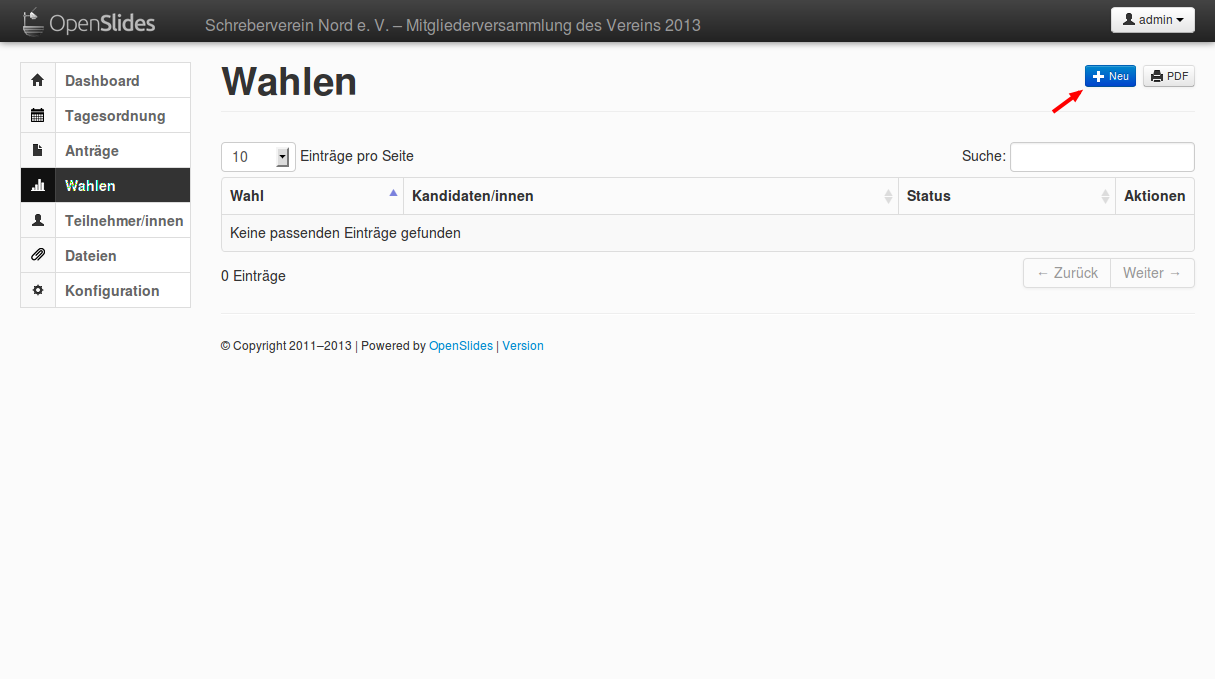 OpenSlides
Schreberverein Nord e. V. – Mitgliederversammlung des Vereins 2013
admin
Dashboard
Tagesordnung
Anträge
Wahlen
Teilnehmer/innen
Dateien
Konfiguration
Wahlen
Neu
PDF
10 Einträge pro Seite
Suche:
Wahl Kandidaten/innen Status Aktionen
Keine passenden Einträge gefunden
0 Einträge
← Zurück Weiter →
© Copyright 2011–2013 | Powered by OpenSlides | Version